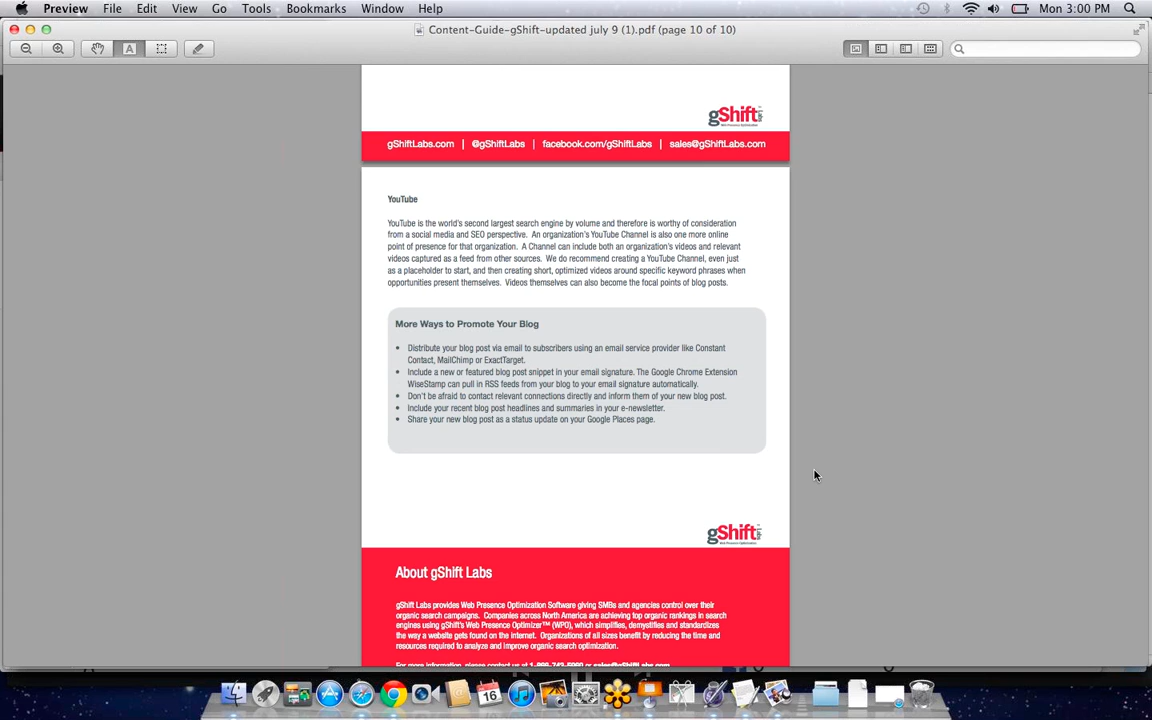 Preview File Edit View Go Tools Bookmarks Window Help Mon 3:00 PM
Content-Guide-gShift-updated july 9 (1).pdf (page 10 of 10)
gShift Labs
gShiftLabs.com | @gShiftLabs | facebook.com/gShiftLabs | sales@gShiftLabs.com
YouTube
YouTube is the world's second largest search engine by volume and therefore is worthy of consideration
from a social media and SEO perspective. An organization's YouTube Channel is also one more online
point of presence for that organization. A Channel can include both an organization's videos and relevant
videos captured as a feed from other sources. We do recommend creating a YouTube Channel, even just
as a placeholder to start, and then creating short, optimized videos around specific keyword phrases when
opportunities present themselves. Videos themselves can also become the focal points of blog posts.
More Ways to Promote Your Blog
• Distribute your blog post via email to subscribers using an email service provider like Constant
Contact, MailChimp or ExactTarget.
• Include a new or featured blog post snippet in your email signature. The Google Chrome Extension
WiseStamp can pull in RSS feeds from your blog to your email signature automatically.
• Don't be afraid to contact relevant connections directly and inform them of your new blog post.
• Include your recent blog post headlines and summaries in your e-newsletter.
• Share your new blog post as a status update on your Google Places page.
gShift Labs
About gShift Labs
gShift Labs provides Web Presence Optimization Software giving SMBs and agencies control over their
organic search campaigns. Companies across North America are achieving top organic rankings in search
engines using gShift's Web Presence Optimizer™ (WPO), which simplifies, demystifies and standardizes
the way a website gets found on the Internet. Organizations of all sizes benefit by reducing the time and
resources required to analyze and improve organic search optimization.
For more information, please contact us at or sales@gShiftLabs.com
16